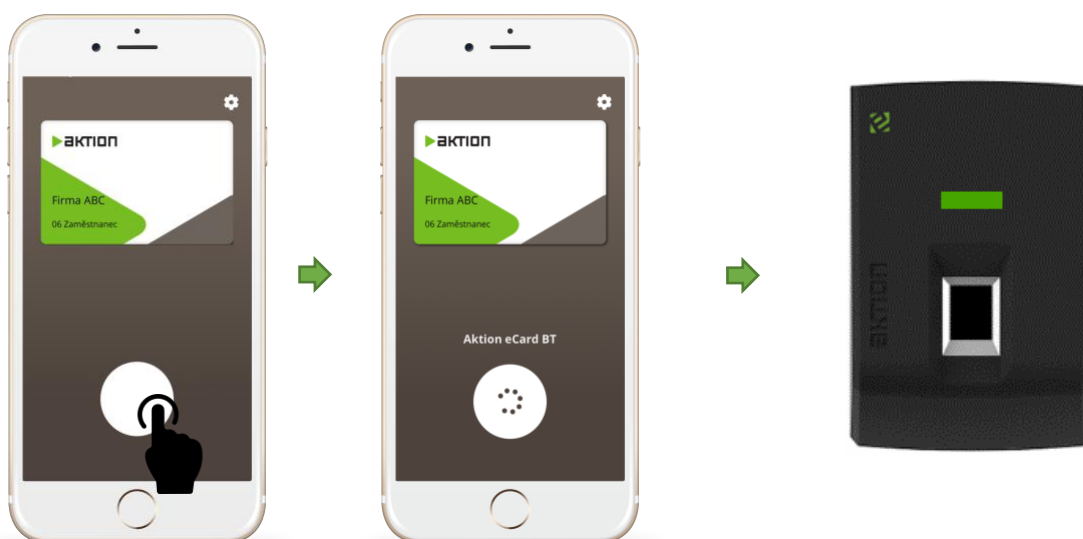 aktion
Firma ABC
06 Zaměstnanec
aktion
Firma ABC
06 Zaměstnanec
Aktion eCard BT
aktion